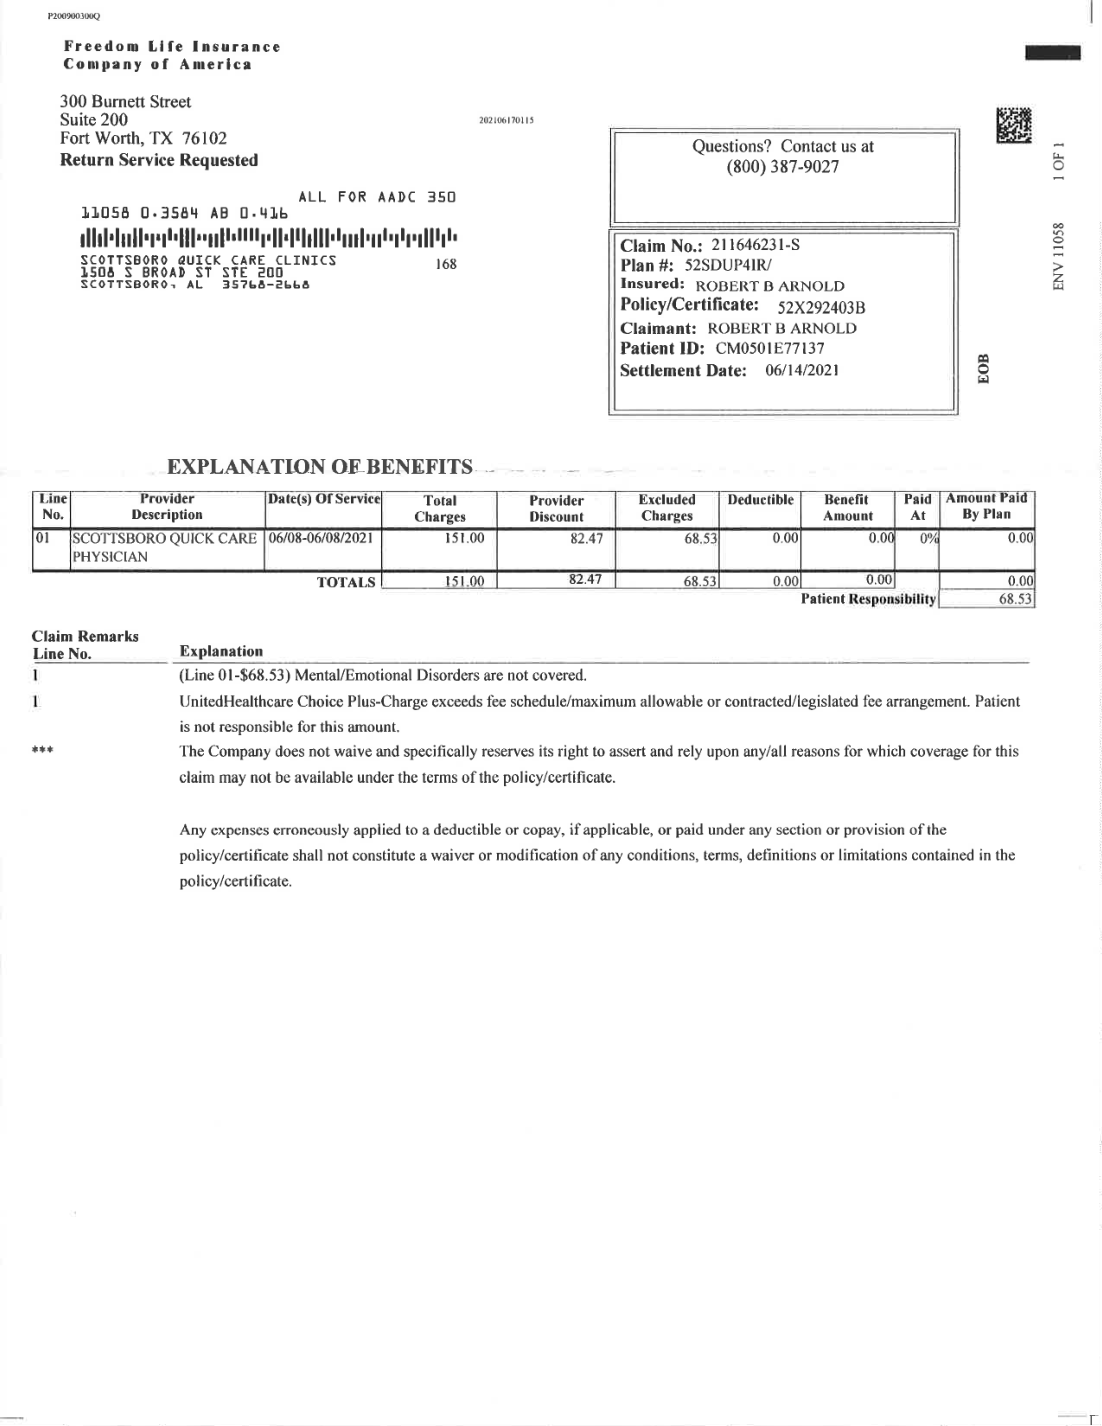 P200900300Q
Freedom Life Insurance
Company of America
300 Burnett Street
Suite 200
Fort Worth, TX 76102
Return Service Requested
202106170115
ALL FOR AADC 350
11058 0.3584 AB 0.416
SCOTTSBORO QUICK CARE CLINICS
168
1508 S BROAD ST STE 200
SCOTTSBORO, AL 35768-2668
Questions? Contact us at
(800) 387-9027
Claim No.: 211646231-S
Plan #: 52SDUP4IR/
Insured: ROBERT B ARNOLD
Policy/Certificate: 52X292403B
Claimant: ROBERT B ARNOLD
Patient ID: CM0501E77137
Settlement Date: 06/14/2021
1 OF 1
ENV 11058
EOB
EXPLANATION OF BENEFITS
Line No. Provider Description Date(s) Of Service Total Charges Provider Discount Excluded Charges Deductible Benefit Amount Paid At Amount Paid By Plan
01 SCOTTSBORO QUICK CARE 06/08-06/08/2021 151.00 82.47 68.53 0.00 0.00 0% 0.00
PHYSICIAN
TOTALS 151.00 82.47 68.53 0.00 0.00 0.00
Patient Responsibility 68.53
Claim Remarks
Line No. Explanation
1 (Line 01-$68.53) Mental/Emotional Disorders are not covered.
1 UnitedHealthcare Choice Plus-Charge exceeds fee schedule/maximum allowable or contracted/legislated fee arrangement. Patient
is not responsible for this amount.
*** The Company does not waive and specifically reserves its right to assert and rely upon any/all reasons for which coverage for this
claim may not be available under the terms of the policy/certificate.
Any expenses erroneously applied to a deductible or copay, if applicable, or paid under any section or provision of the
policy/certificate shall not constitute a waiver or modification of any conditions, terms, definitions or limitations contained in the
policy/certificate.